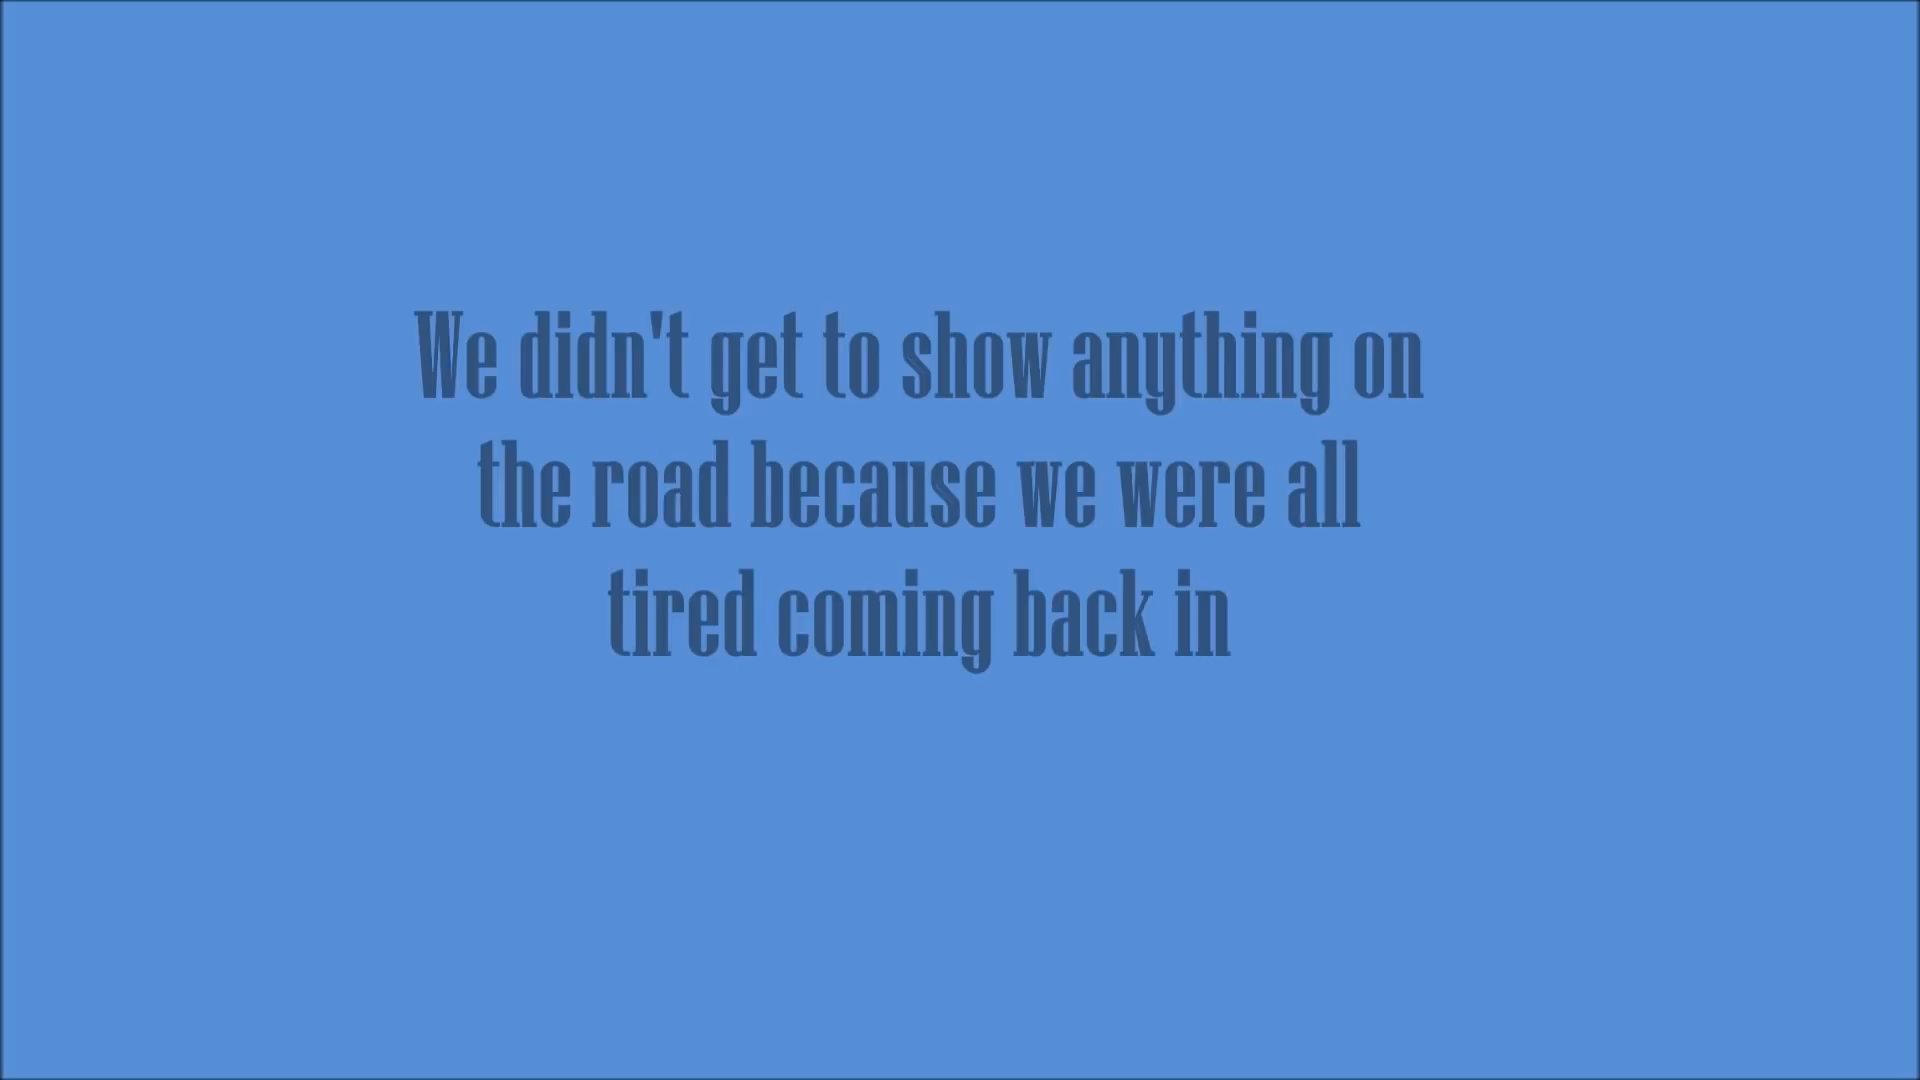 We didn't get to show anything on
the road because we were all
tired coming back in